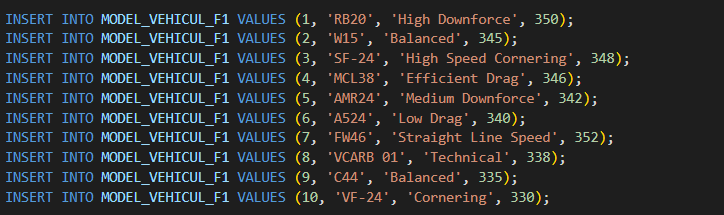 INSERT INTO MODEL_VEHICUL_F1 VALUES (1, 'RB20', 'High Downforce', 350);
INSERT INTO MODEL_VEHICUL_F1 VALUES (2, 'W15', 'Balanced', 345);
INSERT INTO MODEL_VEHICUL_F1 VALUES (3, 'SF-24', 'High Speed Cornering', 348);
INSERT INTO MODEL_VEHICUL_F1 VALUES (4, 'MCL38', 'Efficient Drag', 346);
INSERT INTO MODEL_VEHICUL_F1 VALUES (5, 'AMR24', 'Medium Downforce', 342);
INSERT INTO MODEL_VEHICUL_F1 VALUES (6, 'A524', 'Low Drag', 340);
INSERT INTO MODEL_VEHICUL_F1 VALUES (7, 'FW46', 'Straight Line Speed', 352);
INSERT INTO MODEL_VEHICUL_F1 VALUES (8, 'VCARB 01', 'Technical', 338);
INSERT INTO MODEL_VEHICUL_F1 VALUES (9, 'C44', 'Balanced', 335);
INSERT INTO MODEL_VEHICUL_F1 VALUES (10, 'VF-24', 'Cornering', 330);